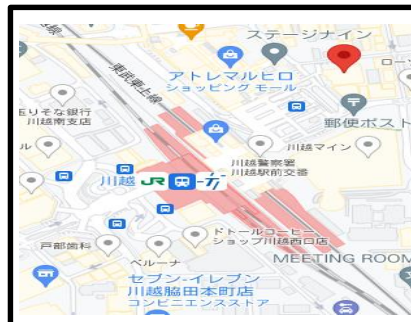 ステージナイン
東武東上線
アトレマルヒロ
ショッピング モール
ロー
郵便ポスト
りそな銀行
川越南支店
川越マイン
川越警察署
川越駅前交番
川越 JR
ドトールコーヒー
ショップ川越西口店
戸部歯科
ベルーナ
MEETING ROOM
セブン-イレブン
川越脇田本町店
コンビニエンスストア